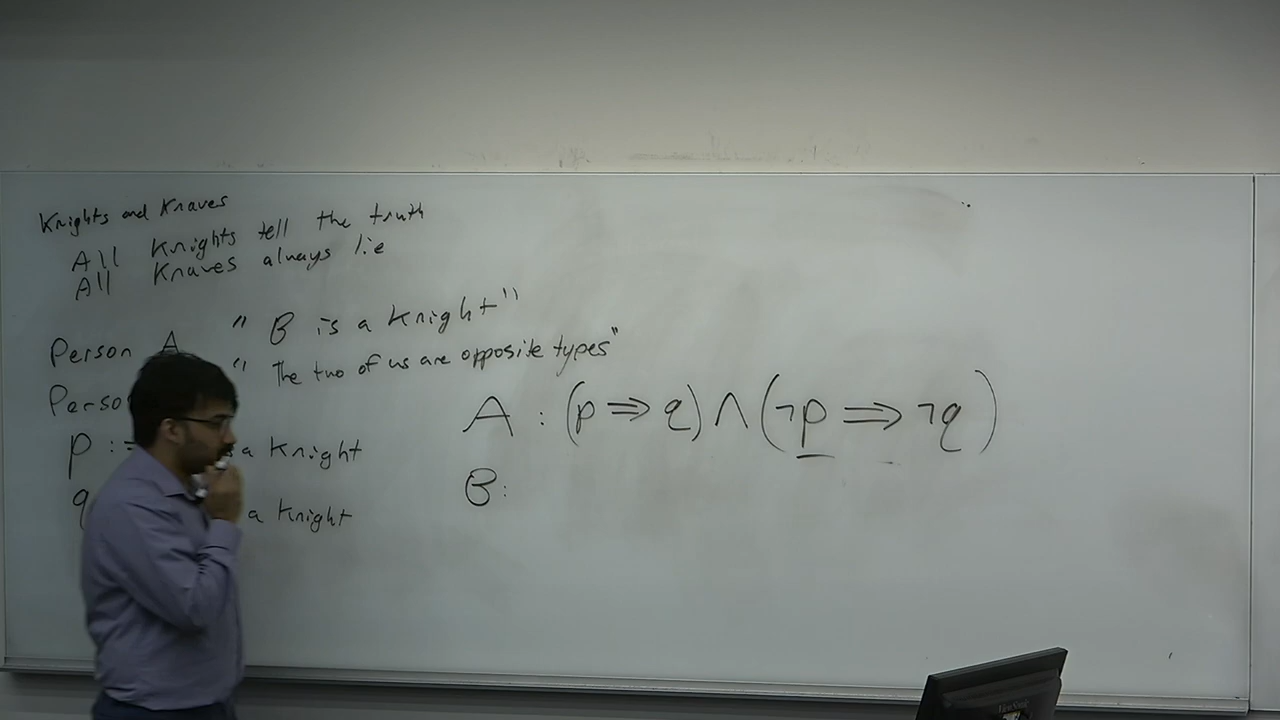 Knights and Knaves
All Knights tell the truth
All Knaves always lie
Person A " B is a Knight"
" The two of us are opposite types"
p : a Knight
q a Knight
A : (p ⇒ q) ∧ (¬p ⇒ ¬q)
B: